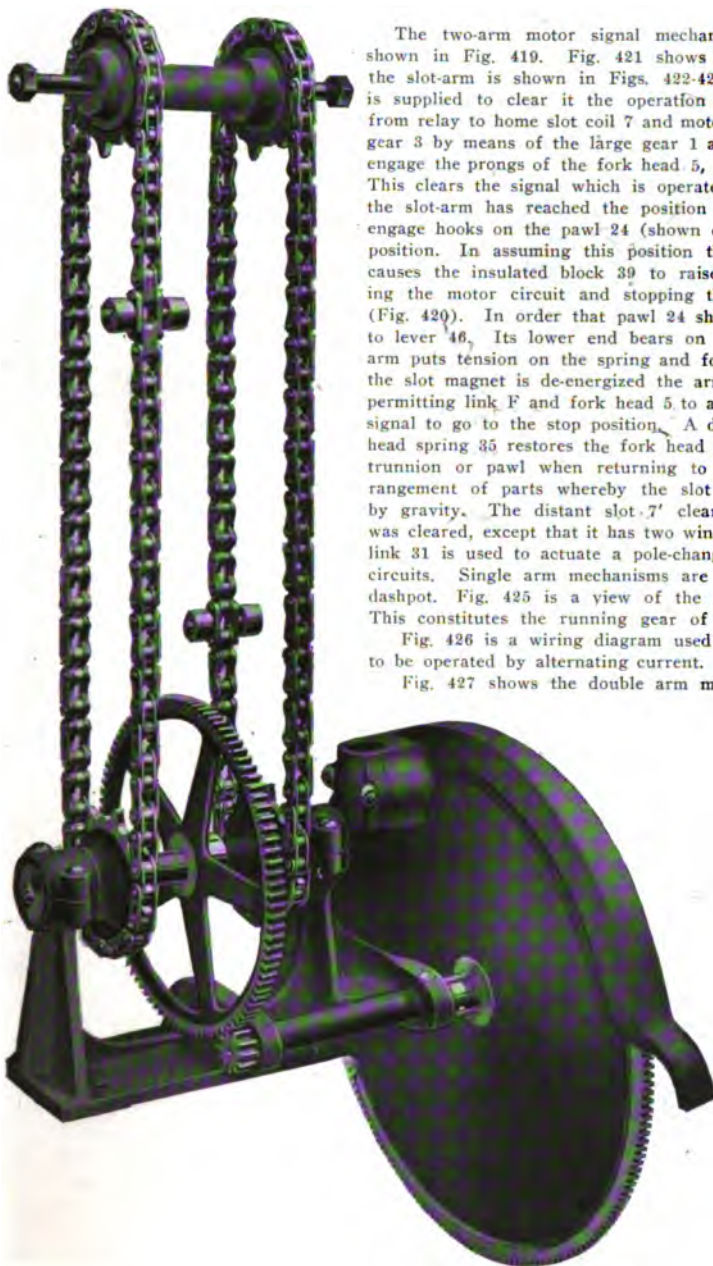 The two-arm motor signal mechan
shown in Fig. 419. Fig. 421 shows
the slot-arm is shown in Figs. 422-42
is supplied to clear it the operation
from relay to home slot coil 7 and moto
gear 3 by means of the large gear 1 a
engage the prongs of the fork head 5,
This clears the signal which is operate
the slot-arm has reached the position
engage hooks on the pawl 24 (shown
position. In assuming this position t
causes the insulated block 39 to raise
ing the motor circuit and stopping t
(Fig. 420). In order that pawl 24 sh
to lever 46. Its lower end bears on
arm puts tension on the spring and fo
the slot magnet is de-energized the ar
permitting link F and fork head 5 to a
signal to go to the stop position. A d
head spring 35 restores the fork head
trunnion or pawl when returning to
rangement of parts whereby the slot
by gravity. The distant slot 7' clear
was cleared, except that it has two win
link 31 is used to actuate a pole-chang
circuits. Single arm mechanisms are
dashpot. Fig. 425 is a view of the
This constitutes the running gear of
Fig. 426 is a wiring diagram used
to be operated by alternating current.
Fig. 427 shows the double arm m